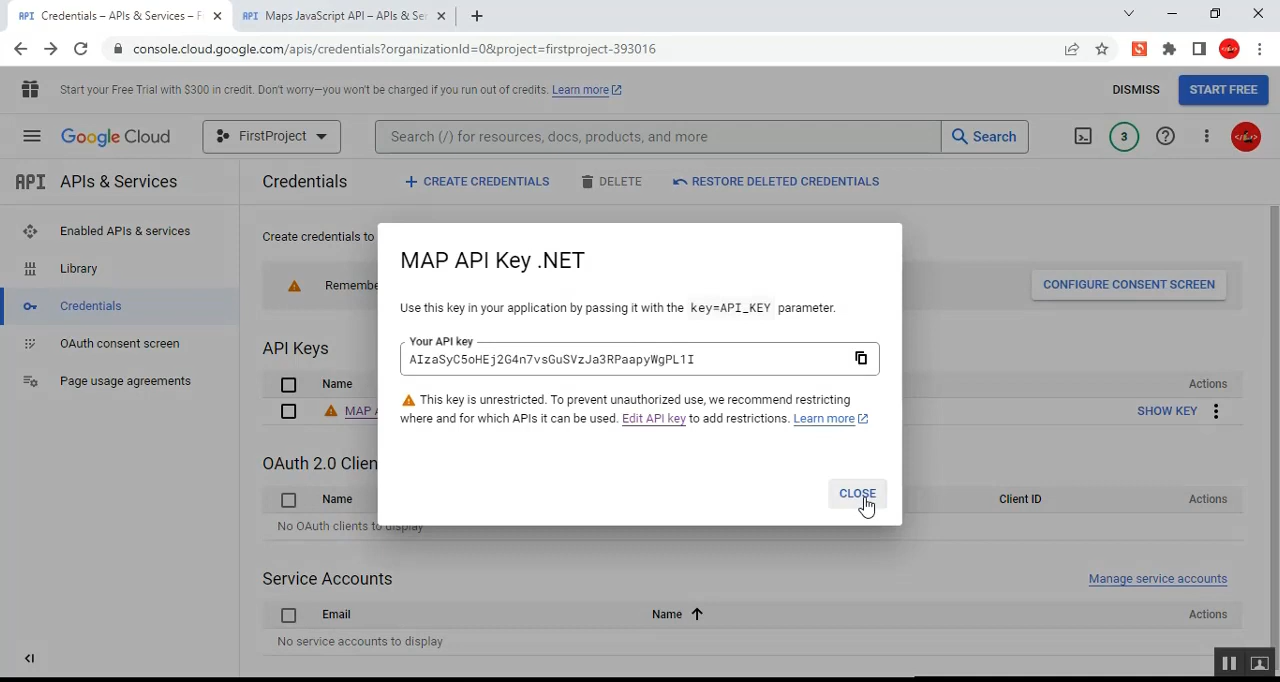 API Credentials – APIs & Services – F
API Maps JavaScript API – APIs & Ser
console.cloud.google.com/apis/credentials?organizationId=0&project=firstproject-393016
Start your Free Trial with $300 in credit. Don't worry—you won't be charged if you run out of credits. Learn more
DISMISS
START FREE
Google Cloud
FirstProject
Search (/) for resources, docs, products, and more
Search
3
API APIs & Services
Credentials
+ CREATE CREDENTIALS
DELETE
RESTORE DELETED CREDENTIALS
Enabled APIs & services
Library
Credentials
OAuth consent screen
Page usage agreements
Create credentials to
Remembe
CONFIGURE CONSENT SCREEN
API Keys
Name
Actions
MAP A
SHOW KEY
OAuth 2.0 Clien
Name
Client ID
Actions
No OAuth clients to display
Service Accounts
Manage service accounts
Email
Name
Actions
No service accounts to display
MAP API Key .NET
Use this key in your application by passing it with the key=API_KEY parameter.
Your API key
AIzaSyC5oHEj2G4n7vsGuSVzJa3RPaapyWgPL1I
This key is unrestricted. To prevent unauthorized use, we recommend restricting
where and for which APIs it can be used. Edit API key to add restrictions. Learn more
CLOSE